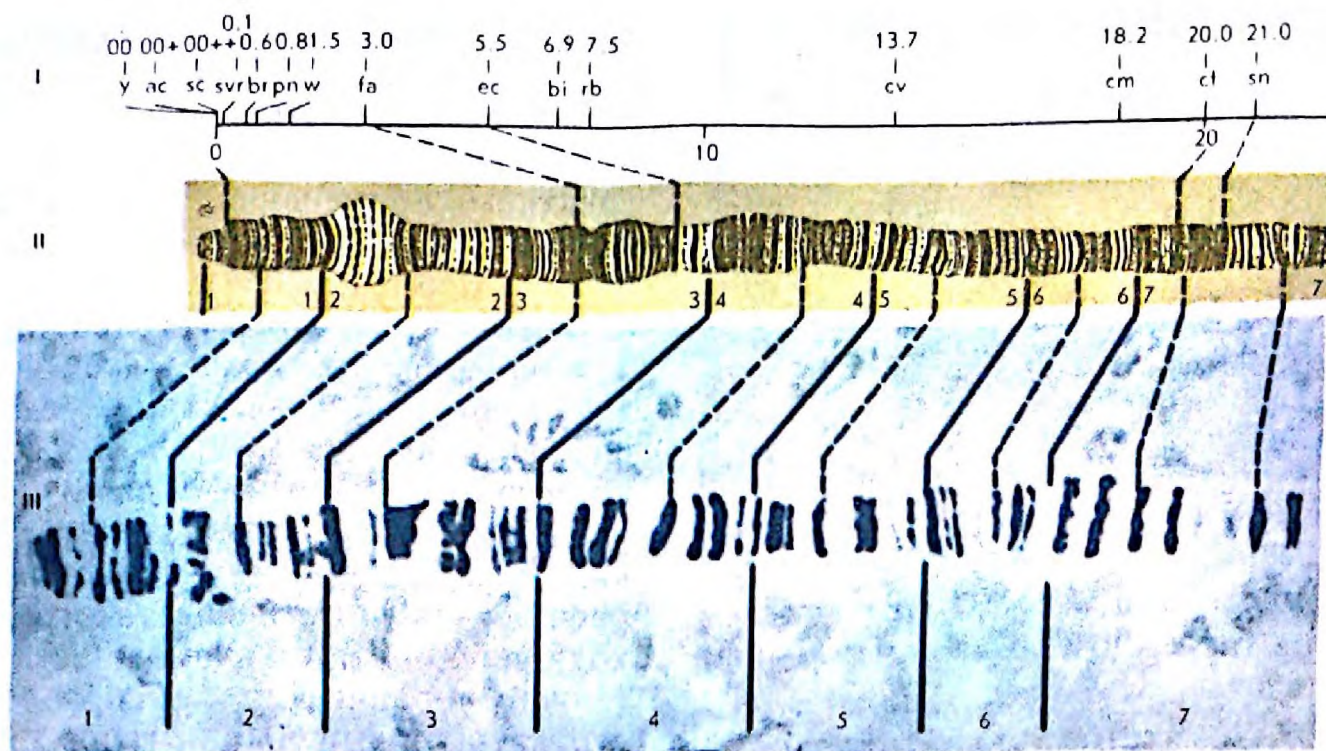 0.1
00 00+ 00++ 0.6 0.8 1.5 3.0 5.5 6.9 7.5 13.7 18.2 20.0 21.0
I
y ac sc svr br pn w fa ec bi rb cv cm ct sn
0 10 20
II
1 1 2 2 3 3 4 4 5 5 6 6 7 7
III
1 2 3 4 5 6 7